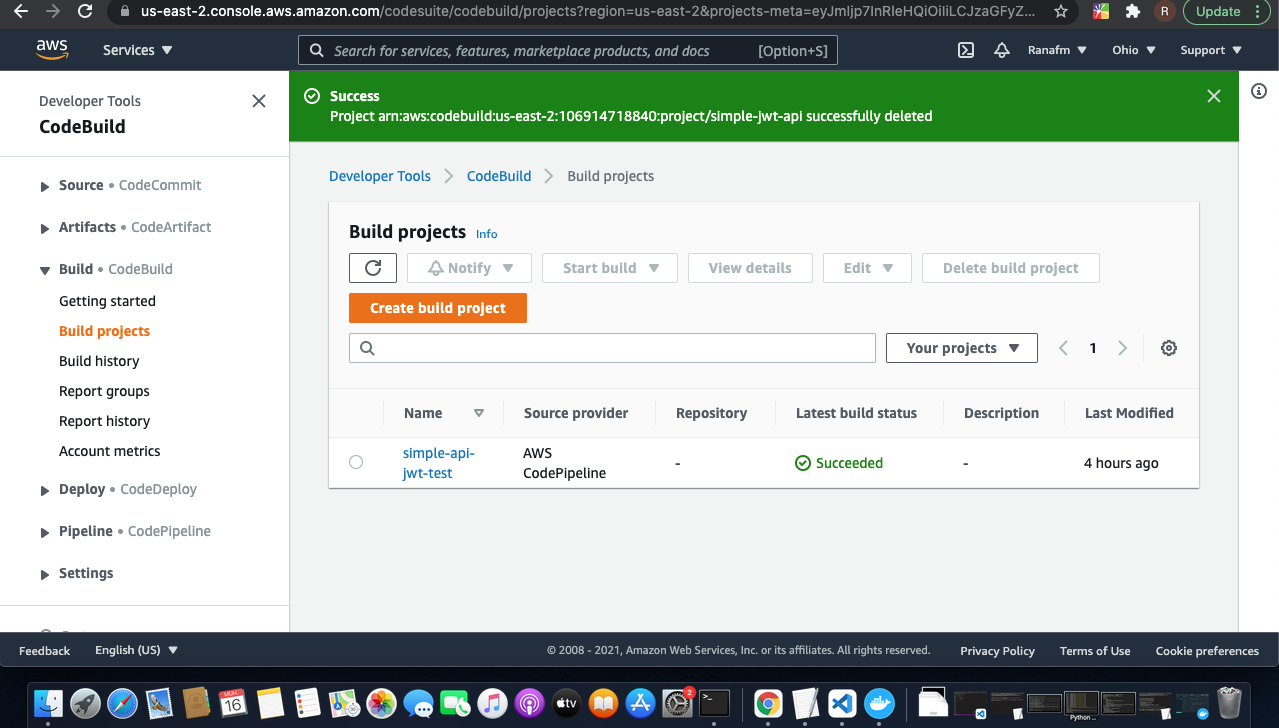 us-east-2.console.aws.amazon.com/codesuite/codebuild/projects?region=us-east-2&projects-meta=eyJmIjp7InRleHQiOiIiLCJzaGFyZ...
R
Update
aws
Services
Search for services, features, marketplace products, and docs
[Option+S]
Ranafm
Ohio
Support
Developer Tools
CodeBuild
Source • CodeCommit
Artifacts • CodeArtifact
Build • CodeBuild
Getting started
Build projects
Build history
Report groups
Report history
Account metrics
Deploy • CodeDeploy
Pipeline • CodePipeline
Settings
Success
Project arn:aws:codebuild:us-east-2:106914718840:project/simple-jwt-api successfully deleted
Developer Tools
CodeBuild
Build projects
Build projects Info
Notify
Start build
View details
Edit
Delete build project
Create build project
Your projects
1
Name
Source provider
Repository
Latest build status
Description
Last Modified
simple-api-
jwt-test
AWS
CodePipeline
-
Succeeded
-
4 hours ago
Feedback
English (US)
© 2008 - 2021, Amazon Web Services, Inc. or its affiliates. All rights reserved.
Privacy Policy
Terms of Use
Cookie preferences
16
tv
2
Python ...